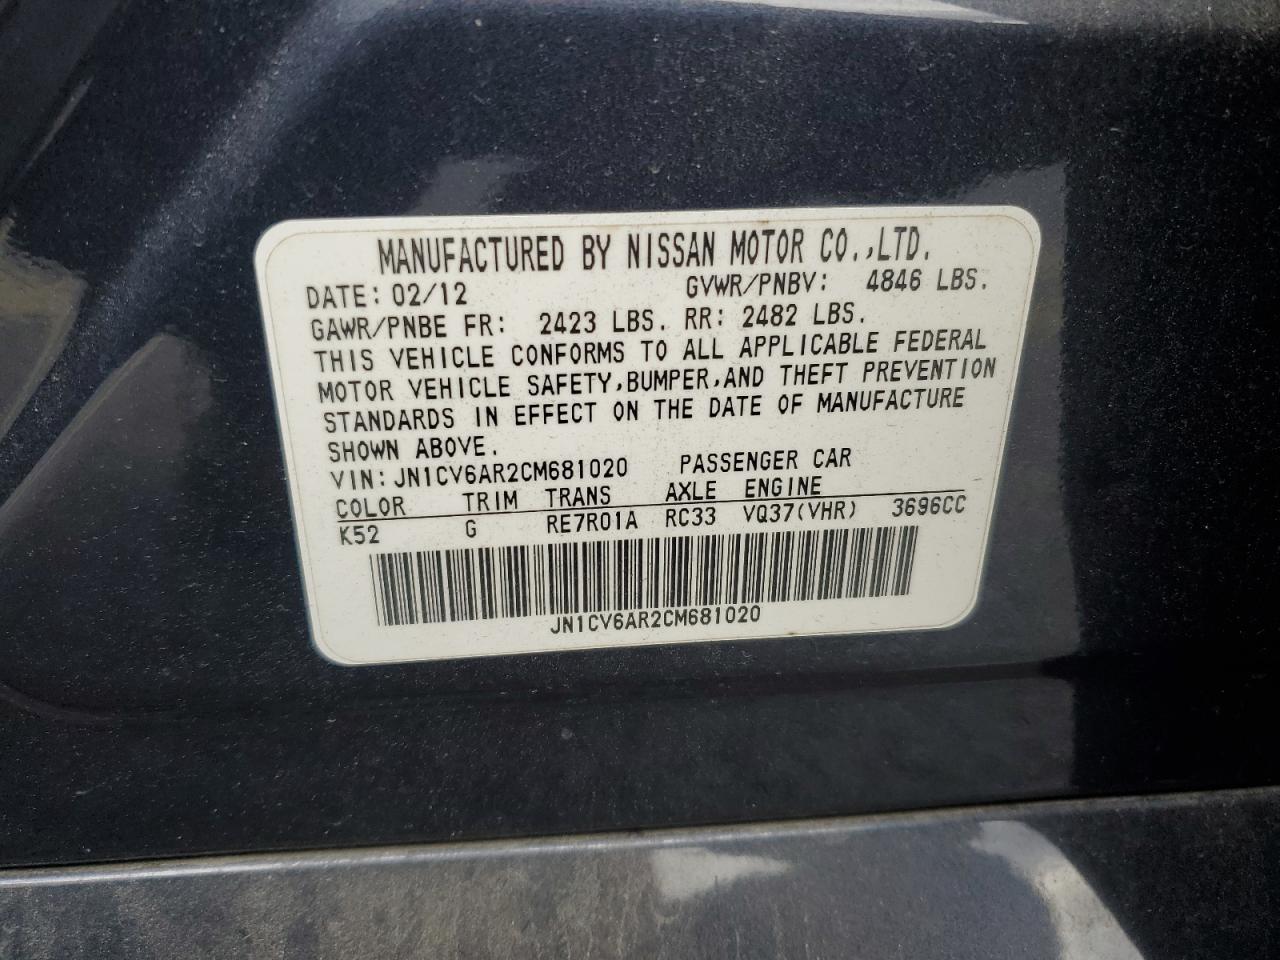 MANUFACTURED BY NISSAN MOTOR CO.,LTD.
DATE: 02/12 GVWR/PNBV: 4846 LBS.
GAWR/PNBE FR: 2423 LBS. RR: 2482 LBS.
THIS VEHICLE CONFORMS TO ALL APPLICABLE FEDERAL
MOTOR VEHICLE SAFETY,BUMPER,AND THEFT PREVENTION
STANDARDS IN EFFECT ON THE DATE OF MANUFACTURE
SHOWN ABOVE.
VIN: JN1CV6AR2CM681020 PASSENGER CAR
COLOR TRIM TRANS AXLE ENGINE
K52 G RE7R01A RC33 VQ37(VHR) 3696CC
JN1CV6AR2CM681020